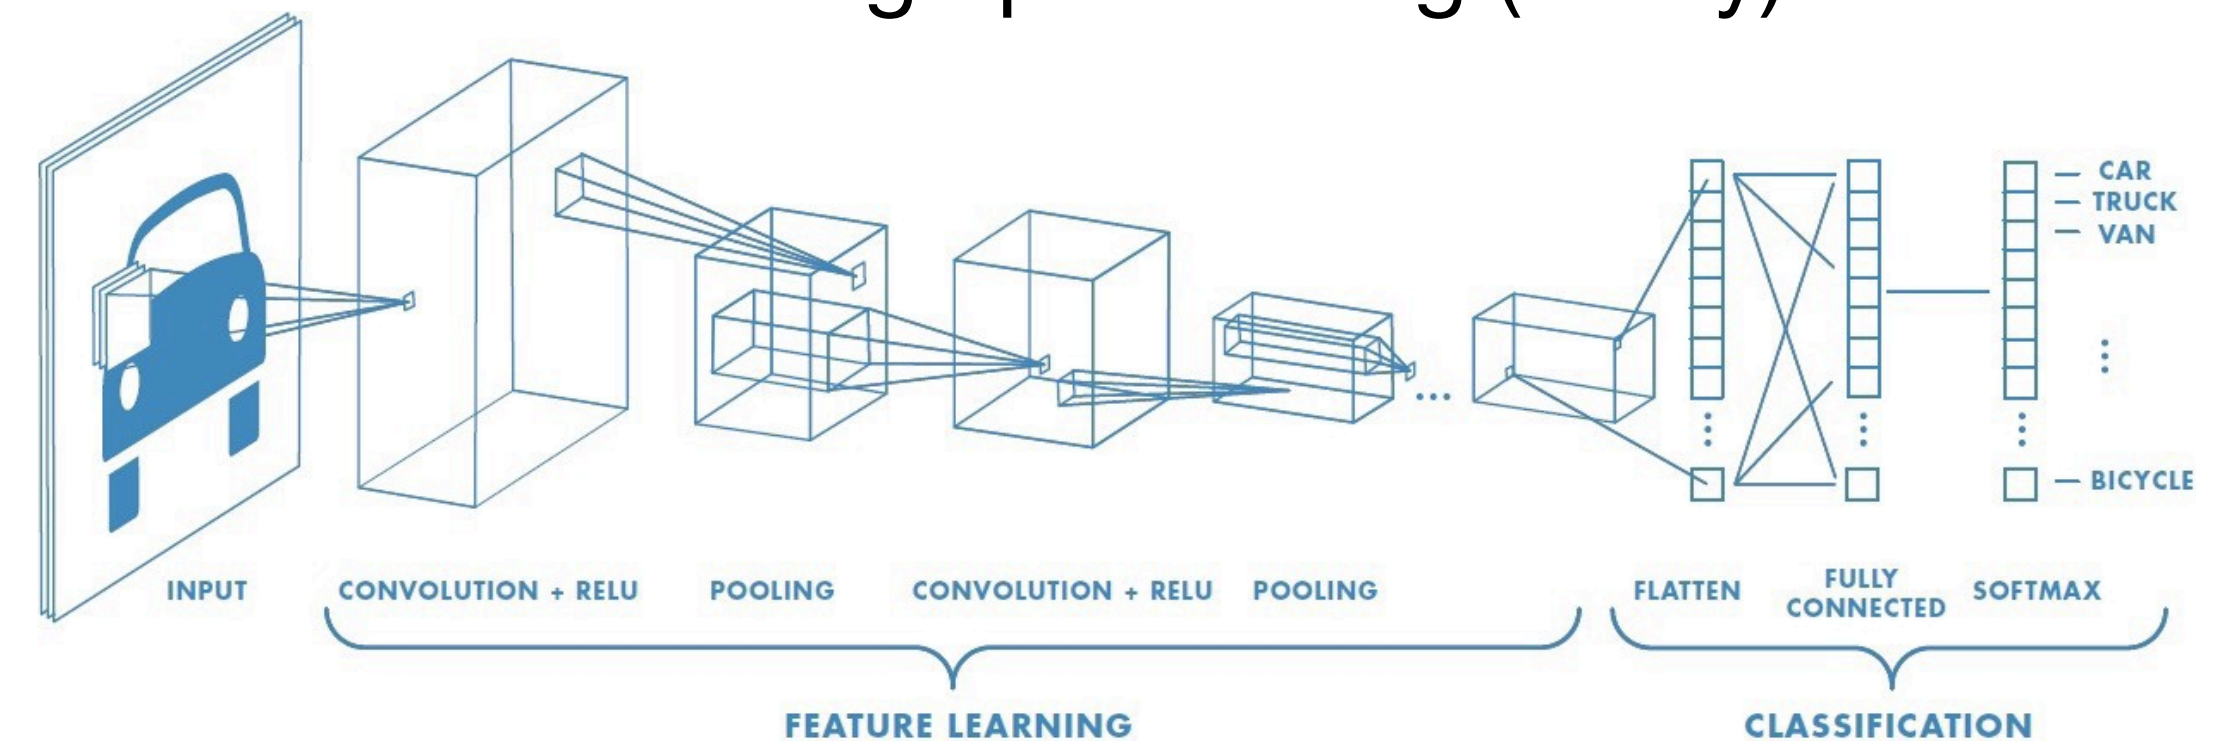 CAR
TRUCK
VAN
BICYCLE
INPUT
CONVOLUTION + RELU
POOLING
CONVOLUTION + RELU
POOLING
FLATTEN
FULLY
CONNECTED
SOFTMAX
FEATURE LEARNING
CLASSIFICATION